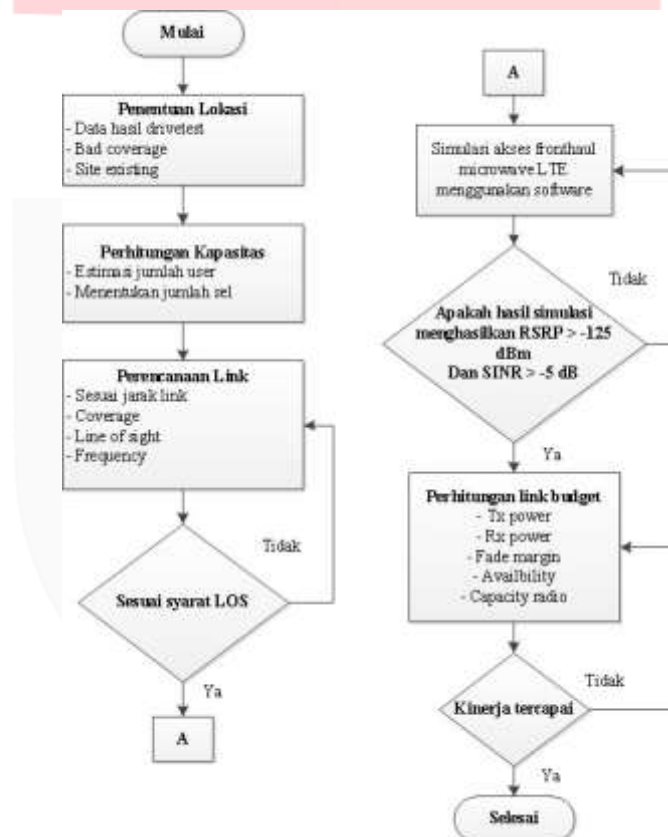 Mulai
Penentuan Lokasi
- Data hasil drivetest
- Bad coverage
- Site existing
Perhitungan Kapasitas
- Estimasi jumlah user
- Menentukan jumlah sel
Perencanaan Link
- Sesuai jarak link
- Coverage
- Line of sight
- Frequency
Tidak
Sesuai syarat LOS
Ya
A
A
Simulasi akses fronthaul
microwave LTE
menggunakan software
Tidak
Apakah hasil simulasi
menghasilkan RSRP > -125
dBm
Dan SINR > -5 dB
Ya
Perhitungan link budget
- Tx power
- Rx power
- Fade margin
- Availbility
- Capacity radio
Tidak
Kinerja tercapai
Ya
Selesai